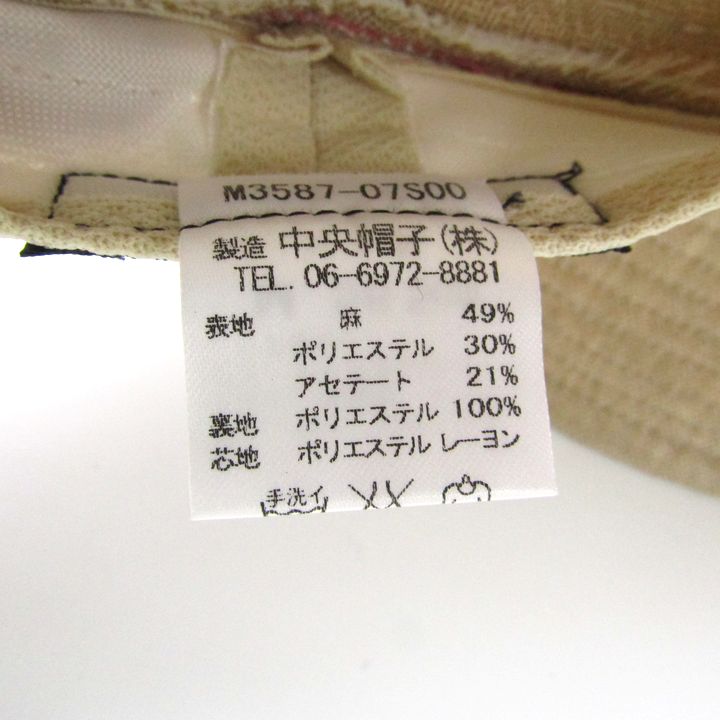 M3587-07S00
製造 中央帽子(株)
TEL. 06-6972-8881
表地 麻 49%
ポリエステル 30%
アセテート 21%
裏地 ポリエステル 100%
芯地 ポリエステル レーヨン
手洗イ